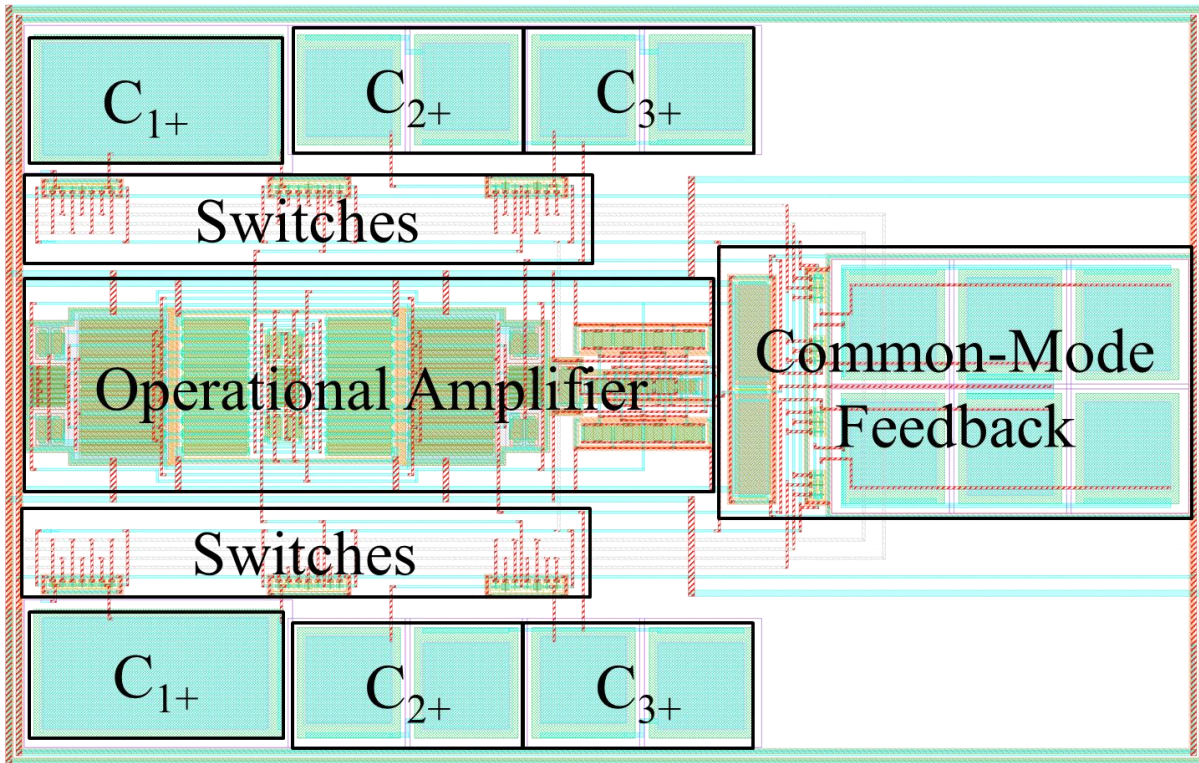 C₁₊
C₂₊
C₃₊
Switches
Operational Amplifier
Common-Mode
Feedback
Switches
C₁₊
C₂₊
C₃₊